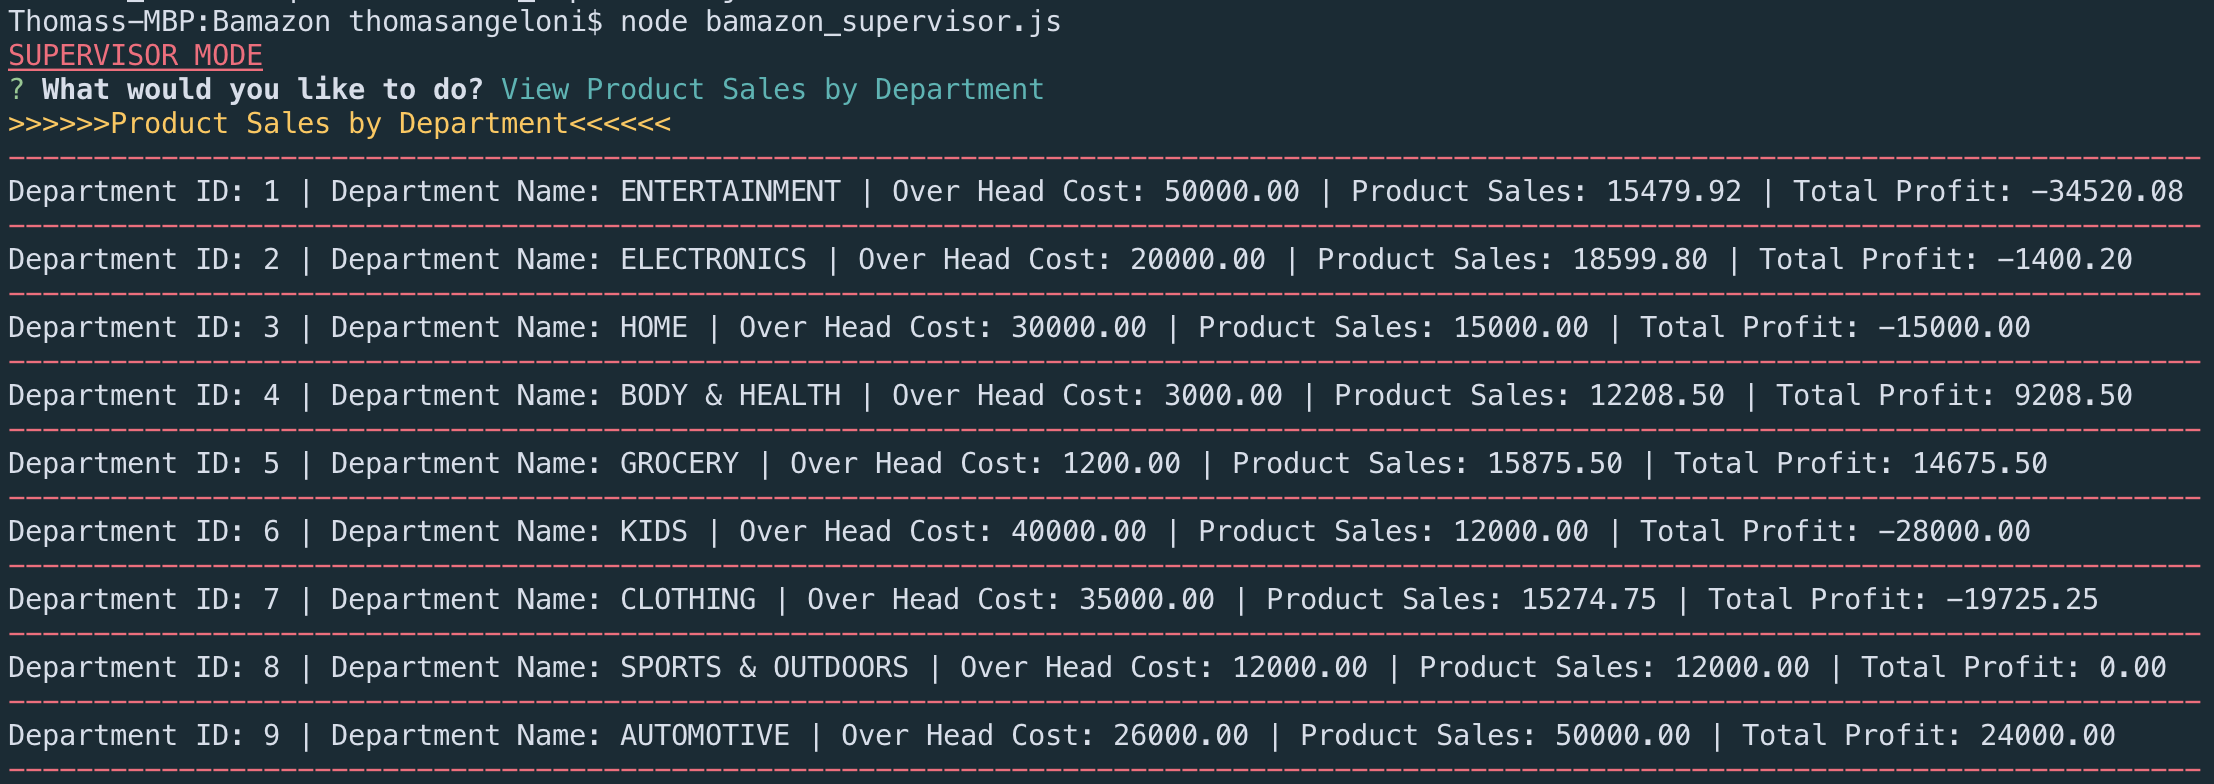 Thomass-MBP:Bamazon thomasangeloni$ node bamazon_supervisor.js
SUPERVISOR MODE
? What would you like to do? View Product Sales by Department
>>>>>>Product Sales by Department<<<<<<
Department ID: 1 | Department Name: ENTERTAINMENT | Over Head Cost: 50000.00 | Product Sales: 15479.92 | Total Profit: -34520.08
Department ID: 2 | Department Name: ELECTRONICS | Over Head Cost: 20000.00 | Product Sales: 18599.80 | Total Profit: -1400.20
Department ID: 3 | Department Name: HOME | Over Head Cost: 30000.00 | Product Sales: 15000.00 | Total Profit: -15000.00
Department ID: 4 | Department Name: BODY & HEALTH | Over Head Cost: 3000.00 | Product Sales: 12208.50 | Total Profit: 9208.50
Department ID: 5 | Department Name: GROCERY | Over Head Cost: 1200.00 | Product Sales: 15875.50 | Total Profit: 14675.50
Department ID: 6 | Department Name: KIDS | Over Head Cost: 40000.00 | Product Sales: 12000.00 | Total Profit: -28000.00
Department ID: 7 | Department Name: CLOTHING | Over Head Cost: 35000.00 | Product Sales: 15274.75 | Total Profit: -19725.25
Department ID: 8 | Department Name: SPORTS & OUTDOORS | Over Head Cost: 12000.00 | Product Sales: 12000.00 | Total Profit: 0.00
Department ID: 9 | Department Name: AUTOMOTIVE | Over Head Cost: 26000.00 | Product Sales: 50000.00 | Total Profit: 24000.00